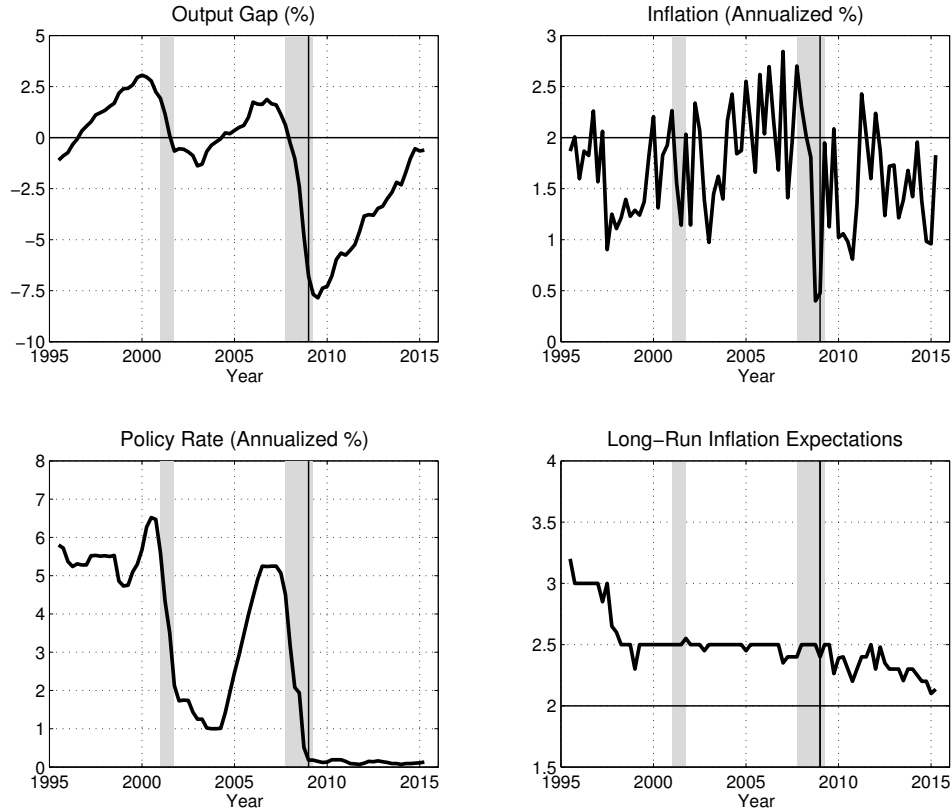 Output Gap (%)
5
2.5
0
−2.5
−5
−7.5
−10
1995 2000 2005 2010 2015
Year
Inflation (Annualized %)
3
2.5
2
1.5
1
0.5
0
1995 2000 2005 2010 2015
Year
Policy Rate (Annualized %)
8
7
6
5
4
3
2
1
0
1995 2000 2005 2010 2015
Year
Long−Run Inflation Expectations
4
3.5
3
2.5
2
1.5
1995 2000 2005 2010 2015
Year